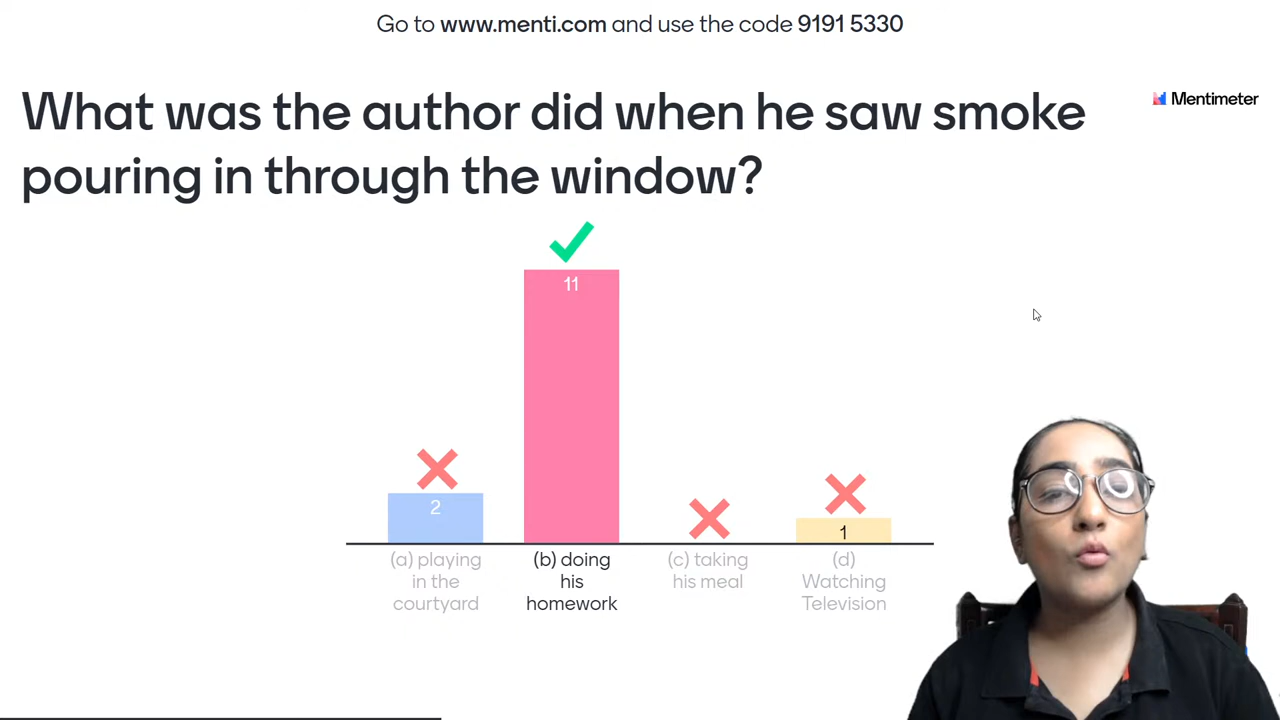 Go to www.menti.com and use the code 9191 5330
What was the author did when he saw smoke
pouring in through the window?
Mentimeter
11
2
1
(a) playing
in the
courtyard
(b) doing
his
homework
(c) taking
his meal
(d)
Watching
Television